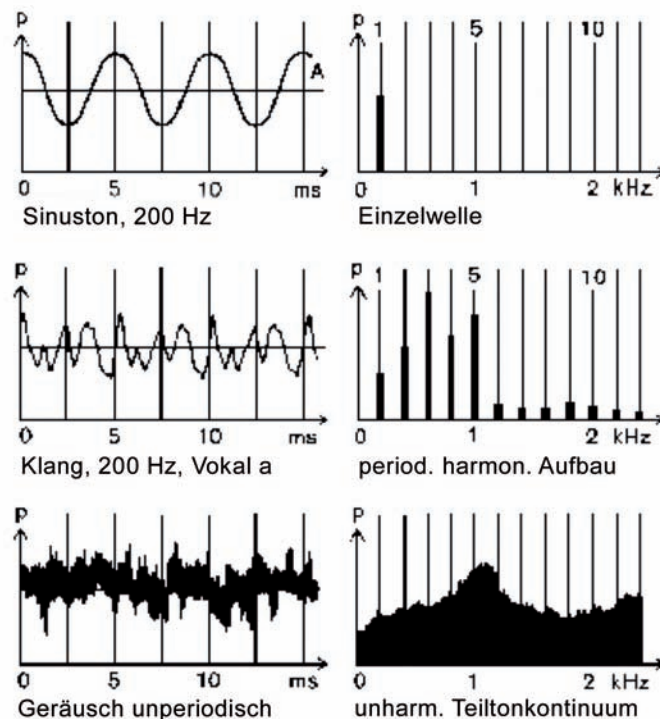 p
A
0 5 10 ms
Sinuston, 200 Hz
p
1 5 10
0 1 2 kHz
Einzelwelle
p
0 5 10 ms
Klang, 200 Hz, Vokal a
p
1 5 10
0 1 2 kHz
period. harmon. Aufbau
p
0 5 10 ms
Geräusch unperiodisch
p
0 1 2 kHz
unharm. Teiltonkontinuum